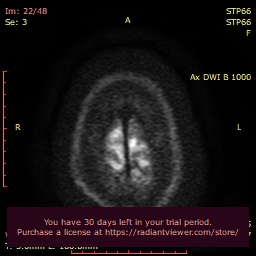 Im: 22/48
Se: 3
A
STP66
STP66
F
Ax DWI B 1000
R
L
You have 30 days left in your trial period.
Purchase a license at https://radiantviewer.com/store/